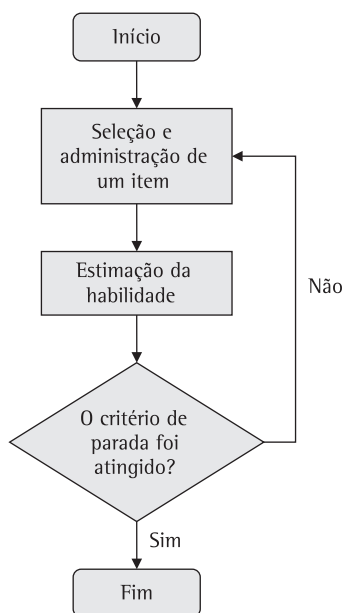 Início
Seleção e
administração de
um item
Estimação da
habilidade
Não
O critério de
parada foi
atingido?
Sim
Fim